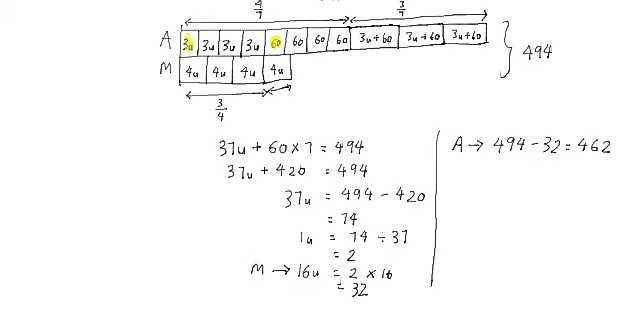 4/7 3/7
A 3u 3u 3u 3u 60 60 60 60 3u+60 3u+60 3u+60
M 4u 4u 4u 4u
} 494
3/4
37u + 60 × 7 = 494
37u + 420 = 494
37u = 494 - 420
= 74
1u = 74 ÷ 37
= 2
M → 16u = 2 × 16
= 32
A → 494 - 32 = 462